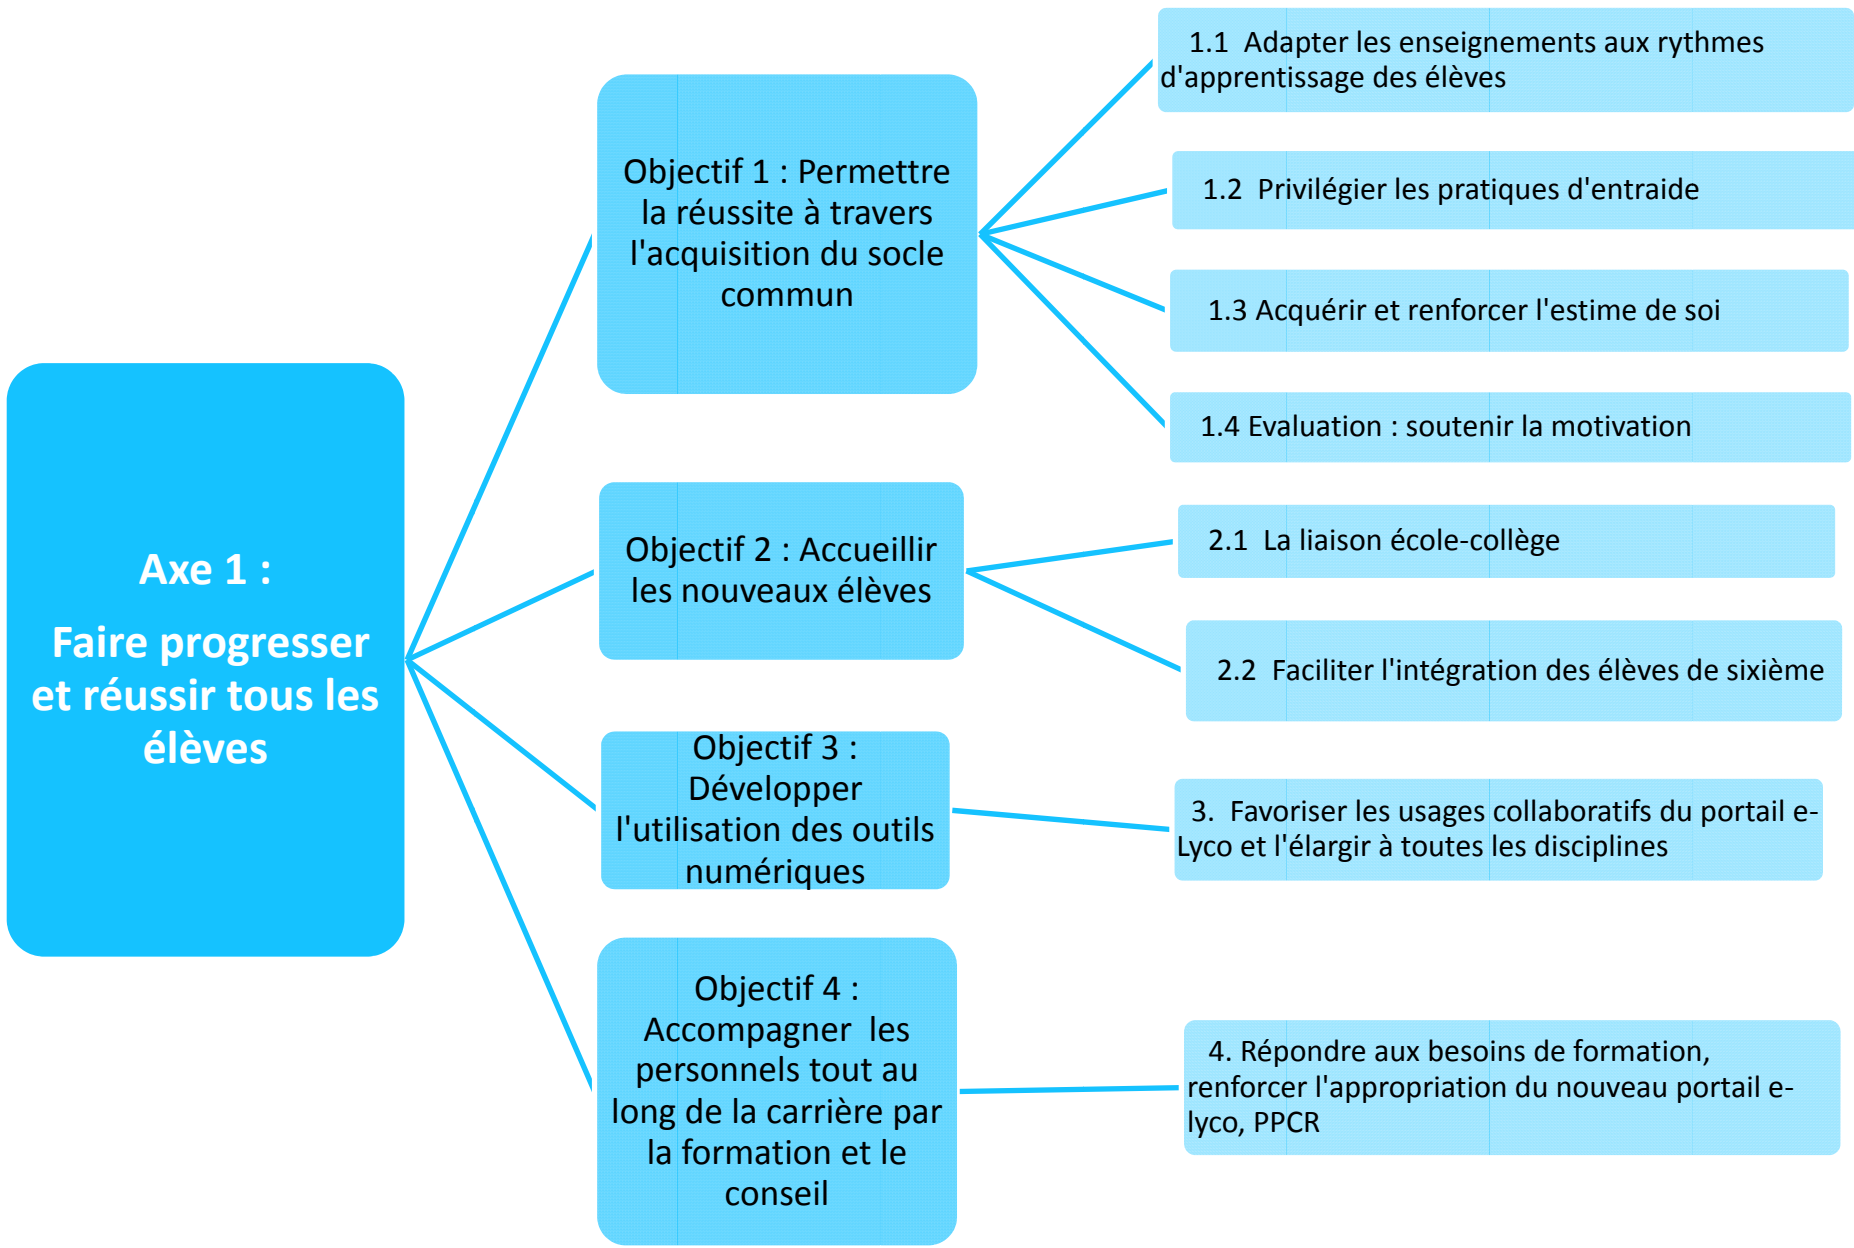 Axe 1 :
Faire progresser
et réussir tous les
élèves
Objectif 1 : Permettre
la réussite à travers
l'acquisition du socle
commun
1.1  Adapter les enseignements aux rythmes
d'apprentissage des élèves
1.2  Privilégier les pratiques d'entraide
1.3 Acquérir et renforcer l'estime de soi
1.4 Evaluation : soutenir la motivation
Objectif 2 : Accueillir
les nouveaux élèves
2.1  La liaison école-collège
2.2  Faciliter l'intégration des élèves de sixième
Objectif 3 :
Développer
l'utilisation des outils
numériques
3.  Favoriser les usages collaboratifs du portail e-
Lyco et l'élargir à toutes les disciplines
Objectif 4 :
Accompagner  les
personnels tout au
long de la carrière par
la formation et le
conseil
4. Répondre aux besoins de formation,
renforcer l'appropriation du nouveau portail e-
lyco, PPCR